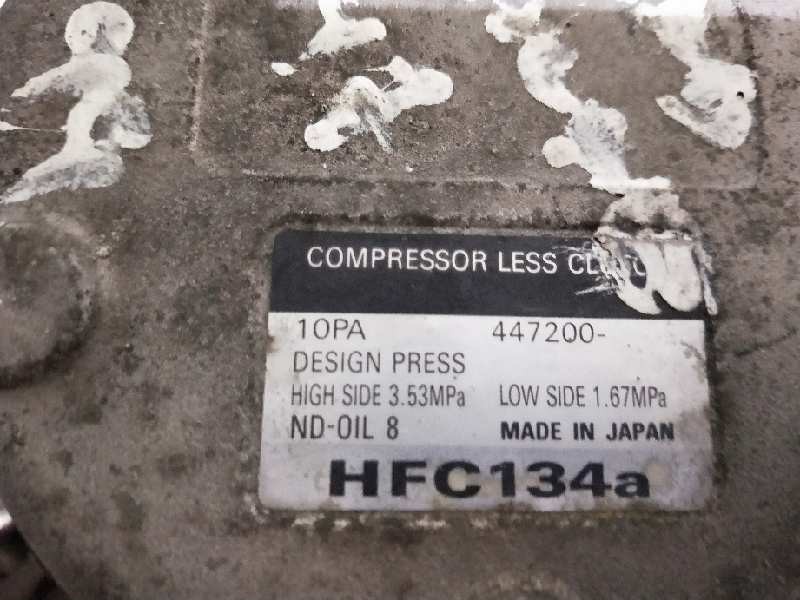 COMPRESSOR LESS
10PA 447200-
DESIGN PRESS
HIGH SIDE 3.53MPa LOW SIDE 1.67MPa
ND-OIL 8 MADE IN JAPAN
HFC134a